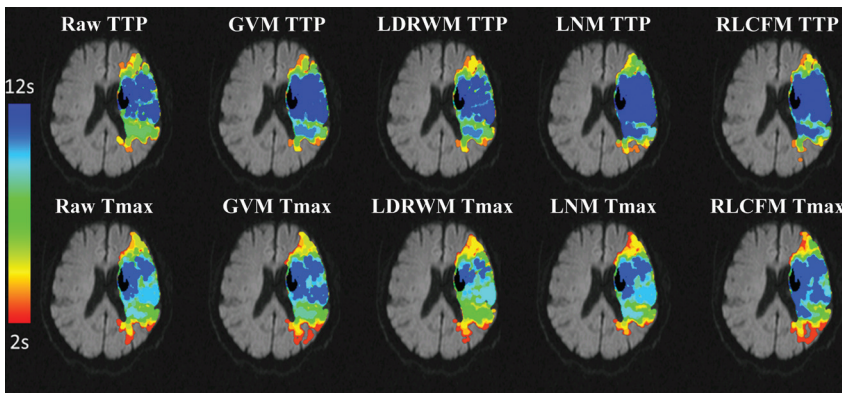 Raw TTP GVM TTP LDRWM TTP LNM TTP RLCFM TTP
12s
Raw Tmax GVM Tmax LDRWM Tmax LNM Tmax RLCFM Tmax
2s